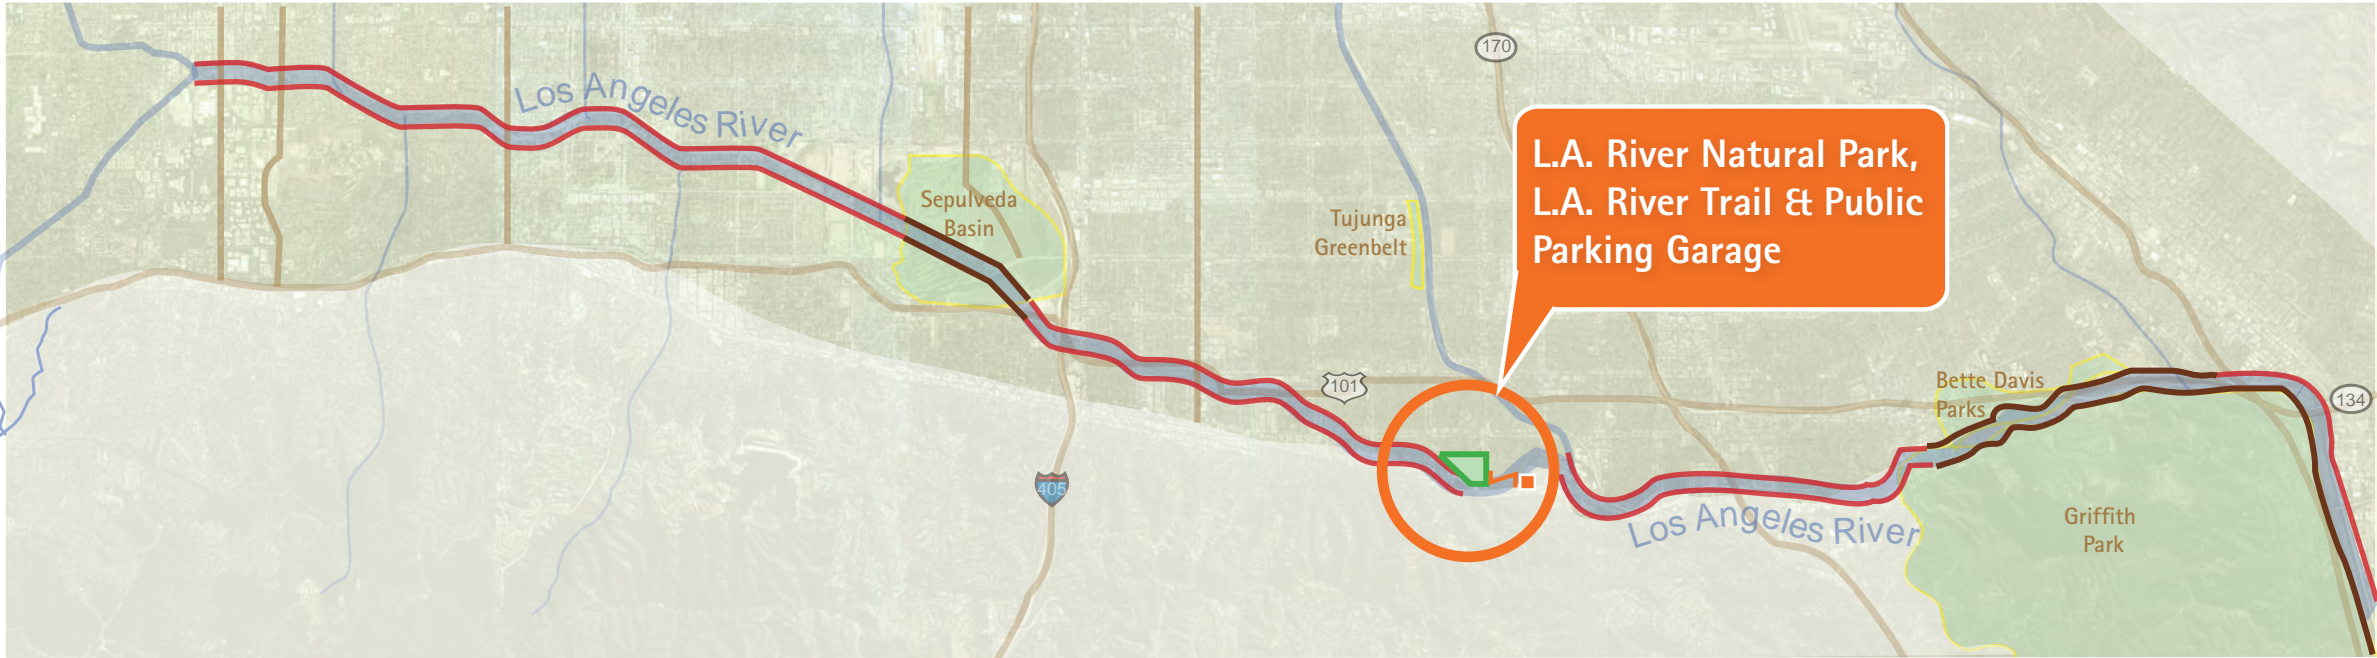 170
Los Angeles River
L.A. River Natural Park,
L.A. River Trail & Public
Parking Garage
Sepulveda
Basin
Tujunga
Greenbelt
101
Bette Davis
Parks
134
405
Los Angeles River
Griffith
Park